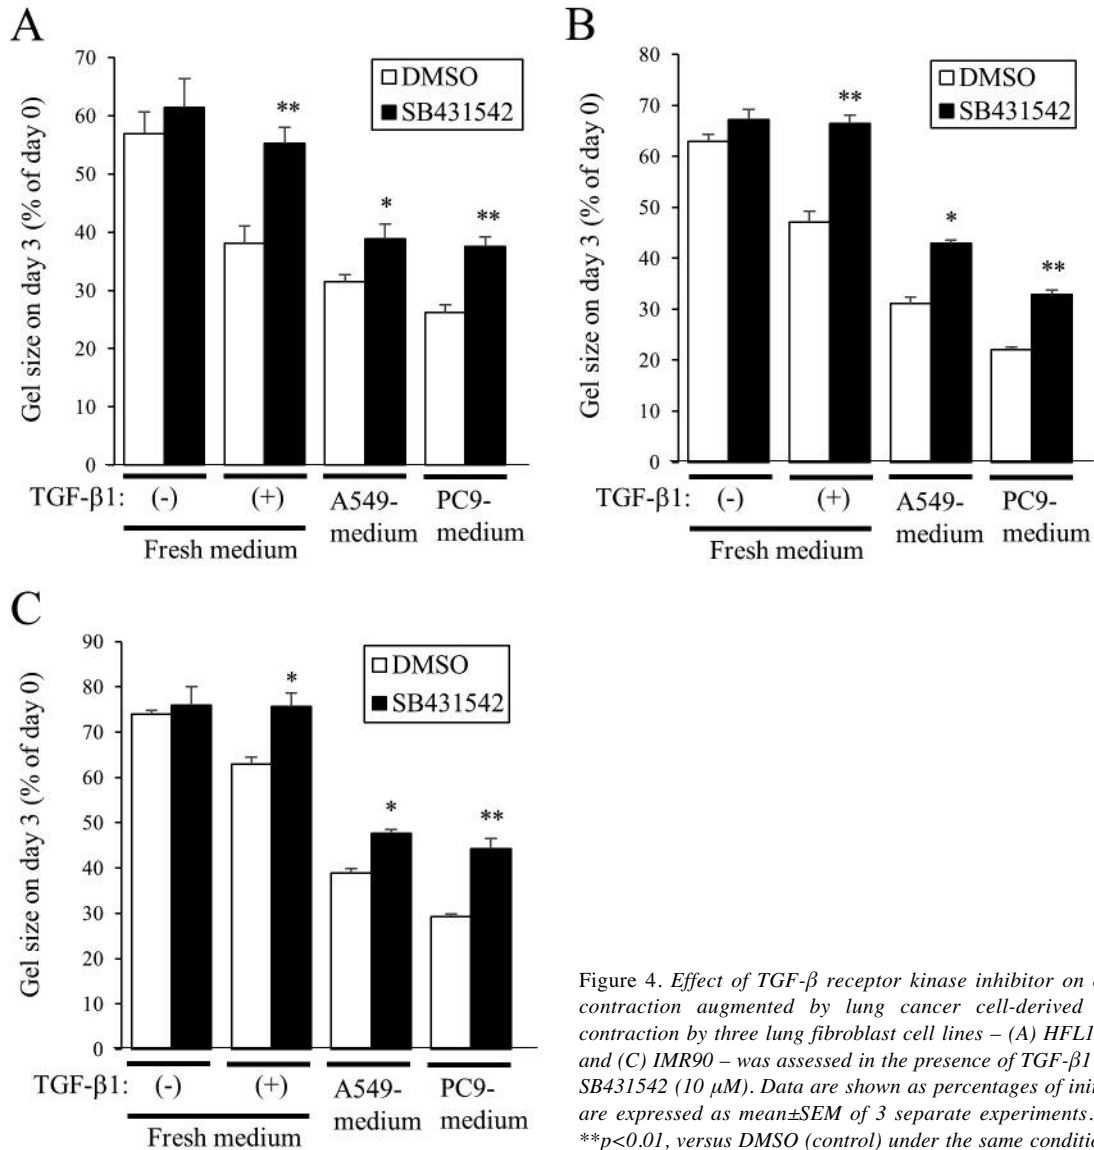 A
Gel size on day 3 (% of day 0)
70
60
50
40
30
20
10
0
DMSO
SB431542
**
*
**
TGF-β1: (-) (+) A549-medium PC9-medium
Fresh medium
B
Gel size on day 3 (% of day 0)
80
70
60
50
40
30
20
10
0
DMSO
SB431542
**
*
**
TGF-β1: (-) (+) A549-medium PC9-medium
Fresh medium
C
Gel size on day 3 (% of day 0)
90
80
70
60
50
40
30
20
10
0
DMSO
SB431542
*
*
**
TGF-β1: (-) (+) A549-medium PC9-medium
Fresh medium
Figure 4. Effect of TGF-β receptor kinase inhibitor on
contraction augmented by lung cancer cell-derived
contraction by three lung fibroblast cell lines – (A) HFL1
and (C) IMR90 – was assessed in the presence of TGF-β1
SB431542 (10 μM). Data are shown as percentages of init
are expressed as mean±SEM of 3 separate experiments.
**p<0.01, versus DMSO (control) under the same conditio